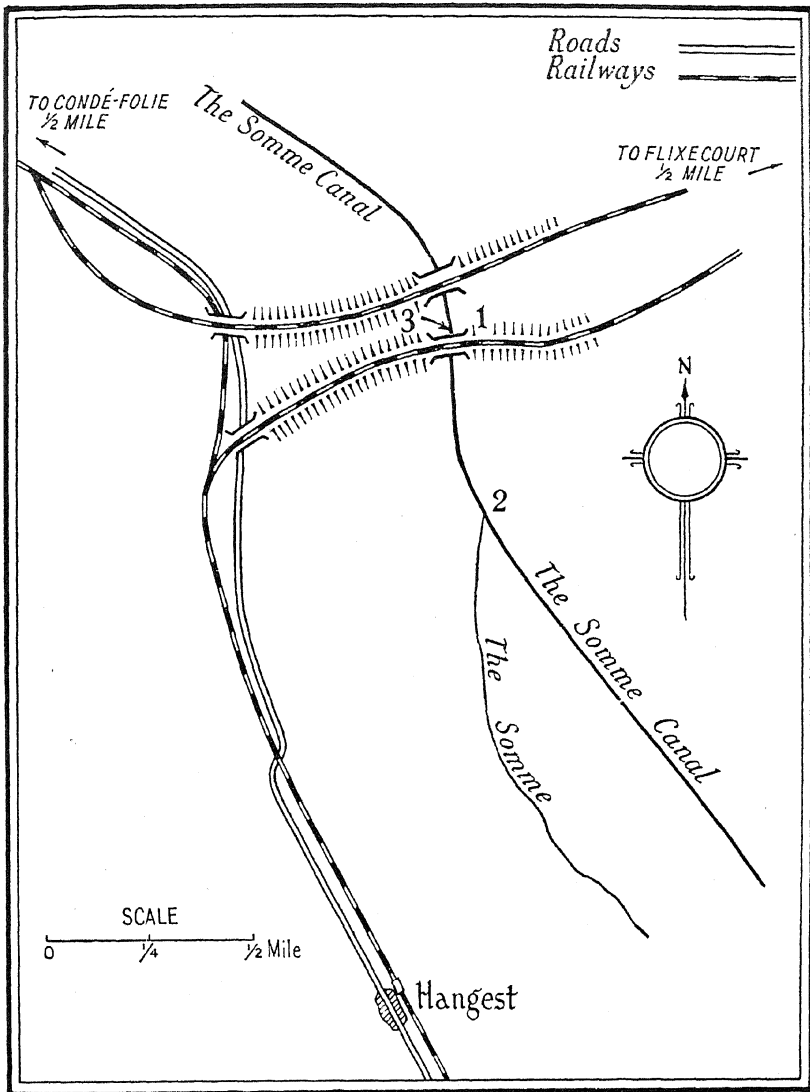 Roads
Railways
TO CONDÉ-FOLIE
½ MILE
The Somme Canal
TO FLIXECOURT
½ MILE
3
1
N
2
The Somme Canal
The Somme
SCALE
0 ¼ ½ Mile
Hangest